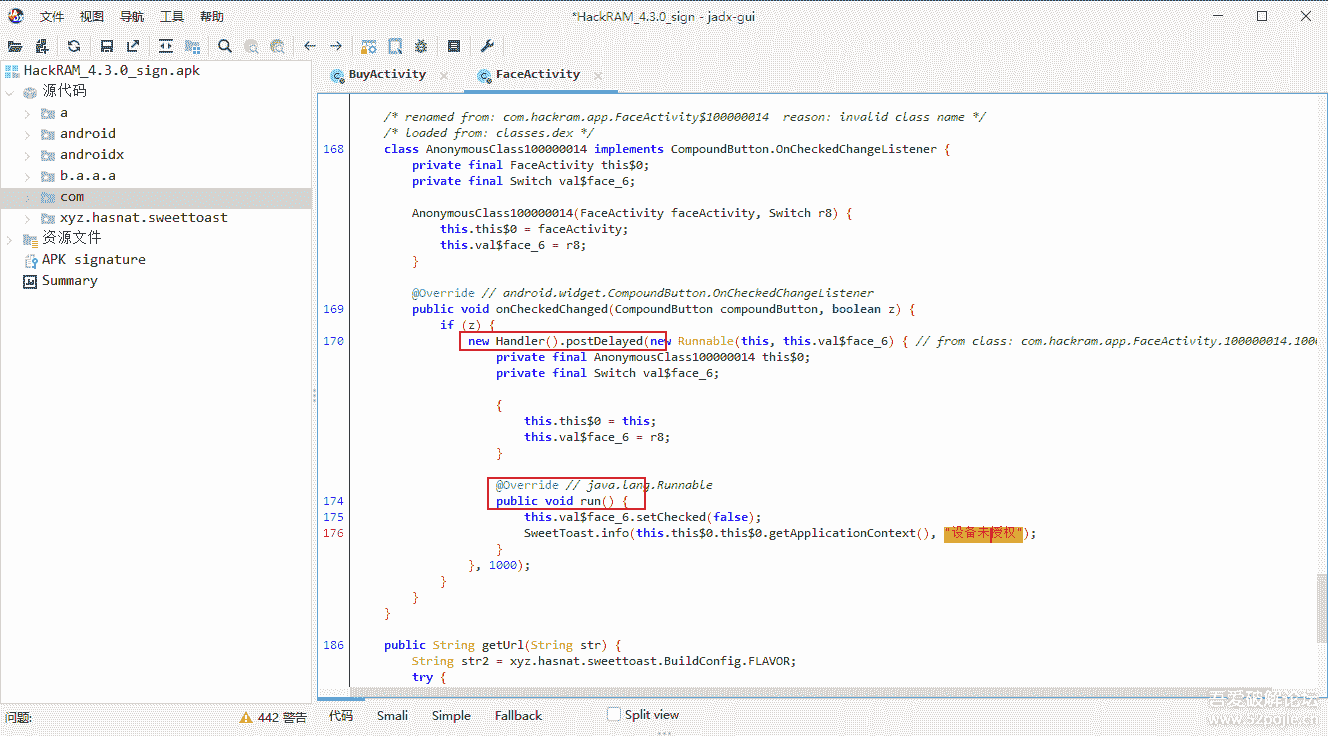 *HackRAM_4.3.0_sign - jadx-gui
文件 视图 导航 工具 帮助
HackRAM_4.3.0_sign.apk
源代码
a
android
androidx
b.a.a.a
com
xyz.hasnat.sweettoast
资源文件
APK signature
Summary
BuyActivity
FaceActivity
/* renamed from: com.hackram.app.FaceActivity$100000014  reason: invalid class name */
/* loaded from: classes.dex */
168 class AnonymousClass100000014 implements CompoundButton.OnCheckedChangeListener {
private final FaceActivity this$0;
private final Switch val$face_6;
AnonymousClass100000014(FaceActivity faceActivity, Switch r8) {
this.this$0 = faceActivity;
this.val$face_6 = r8;
}
@Override // android.widget.CompoundButton.OnCheckedChangeListener
169 public void onCheckedChanged(CompoundButton compoundButton, boolean z) {
if (z) {
170 new Handler().postDelayed(new Runnable(this, this.val$face_6) { // from class: com.hackram.app.FaceActivity.100000014.100
private final AnonymousClass100000014 this$0;
private final Switch val$face_6;
{
this.this$0 = this;
this.val$face_6 = r8;
}
@Override // java.lang.Runnable
174 public void run() {
175 this.val$face_6.setChecked(false);
176 SweetToast.info(this.this$0.this$0.getApplicationContext(), "设备未授权");
}
}, 1000);
}
}
}
186 public String getUrl(String str) {
String str2 = xyz.hasnat.sweettoast.BuildConfig.FLAVOR;
try {
问题: 442 警告
代码 Smali Simple Fallback Split view
吾爱破解论坛
www.52pojie.cn